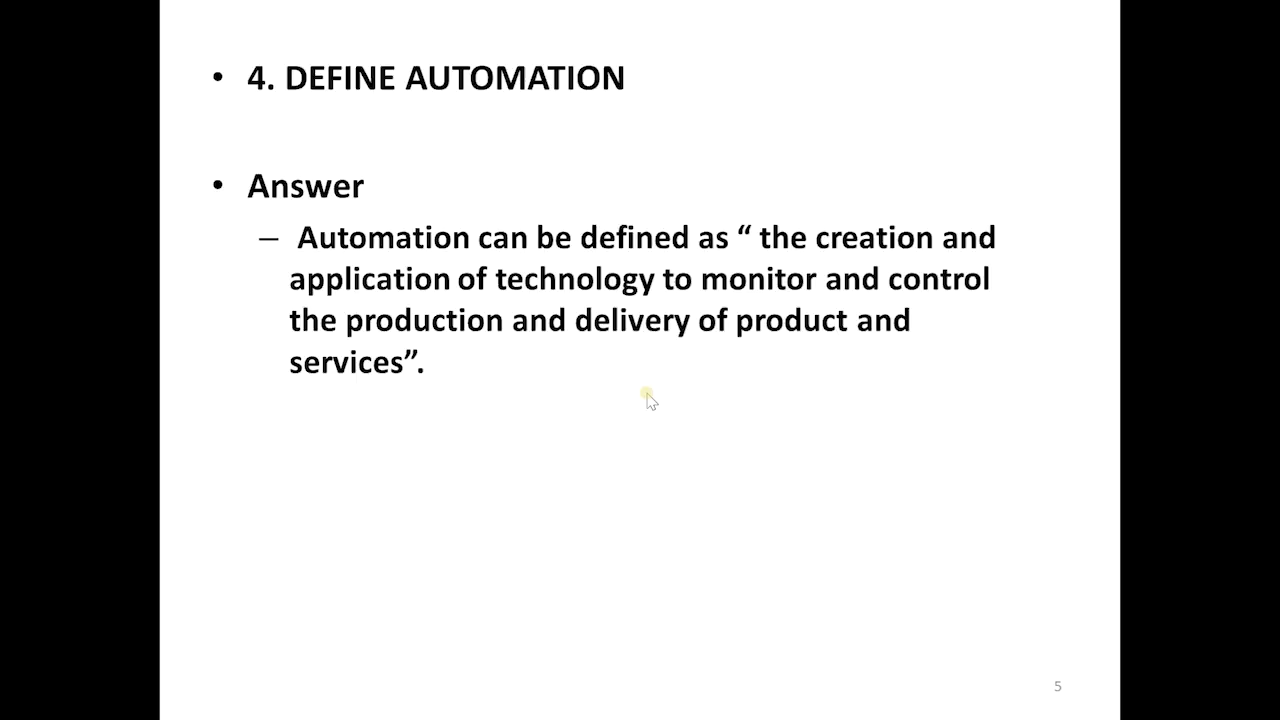 • 4. DEFINE AUTOMATION
• Answer
– Automation can be defined as “ the creation and
application of technology to monitor and control
the production and delivery of product and
services”.
5